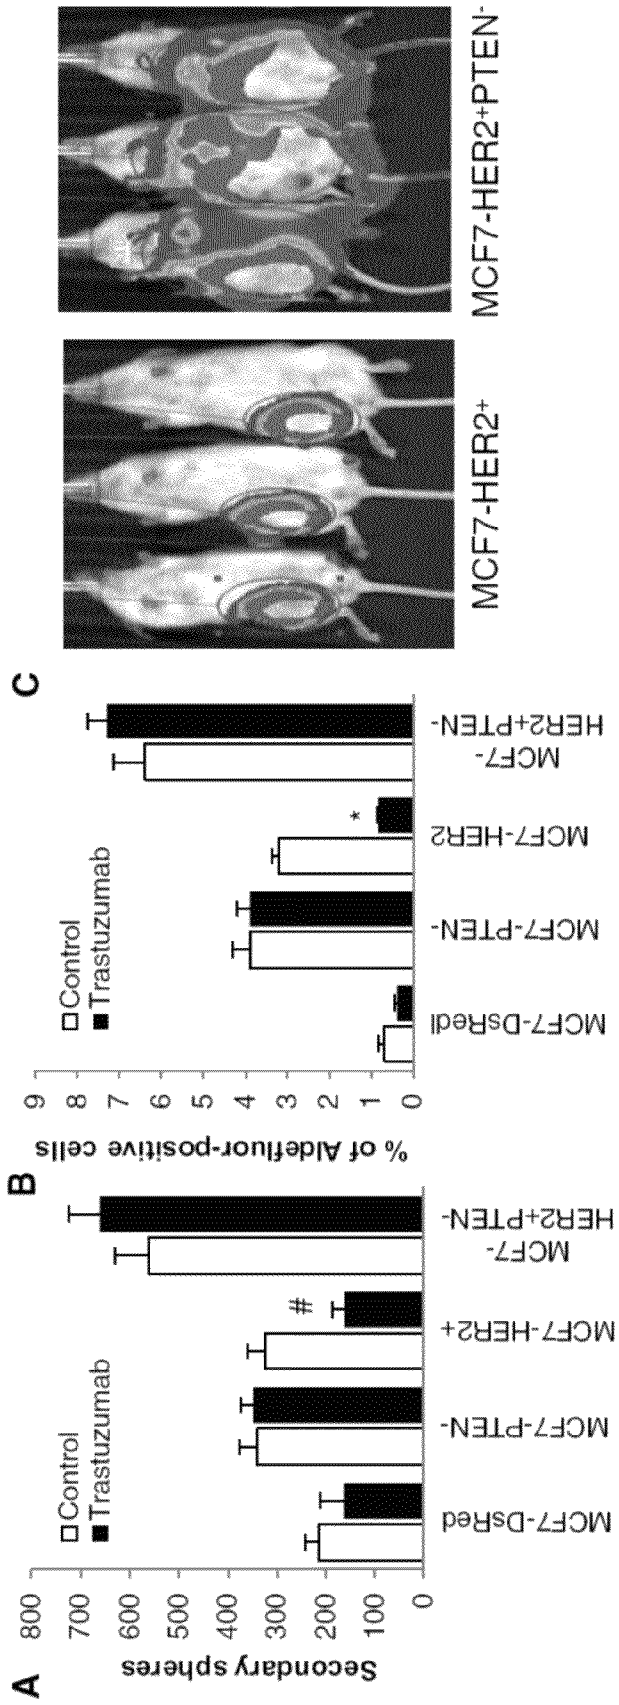 A
Secondary spheres
800
700
600
500
400
300
200
100
0
Control
Trastuzumab
MCF7-DsRed
MCF7-PTEN-
MCF7-HER2+
MCF7-
HER2+PTEN-
#
B
% of Aldefluor-positive cells
9
8
7
6
5
4
3
2
1
0
Control
Trastuzumab
MCF7-DsRedl
MCF7-PTEN-
MCF7-HER2
MCF7-
HER2+PTEN-
*
C
MCF7-HER2⁺
MCF7-HER2⁺PTEN⁻